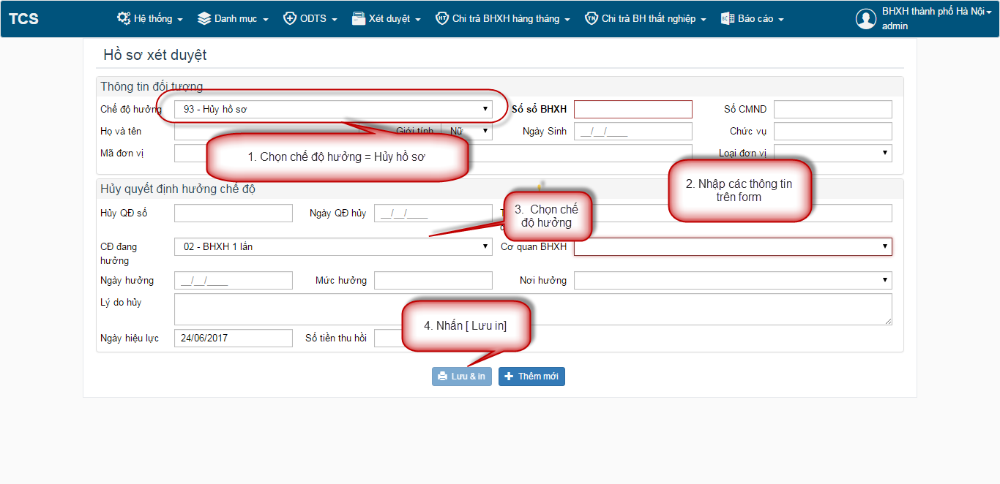 TCS Hệ thống Danh mục ODTS Xét duyệt Chi trả BHXH hàng tháng Chi trả BH thất nghiệp Báo cáo BHXH thành phố Hà Nội
admin
Hồ sơ xét duyệt
Thông tin đối tượng
Chế độ hưởng 93 - Hủy hồ sơ Số sổ BHXH Số CMND
Họ và tên Giới tính Nữ Ngày Sinh __/__/____ Chức vụ
1. Chọn chế độ hưởng = Hủy hồ sơ
Mã đơn vị Loại đơn vị
2. Nhập các thông tin
trên form
Hủy quyết định hưởng chế độ
Hủy QĐ số Ngày QĐ hủy __/__/____
3. Chọn chế
độ hưởng
CĐ đang 02 - BHXH 1 lần Cơ quan BHXH
hưởng
Ngày hưởng __/__/____ Mức hưởng Nơi hưởng
Lý do hủy
4. Nhấn [ Lưu in]
Ngày hiệu lực 24/06/2017 Số tiền thu hồi
Lưu & in Thêm mới